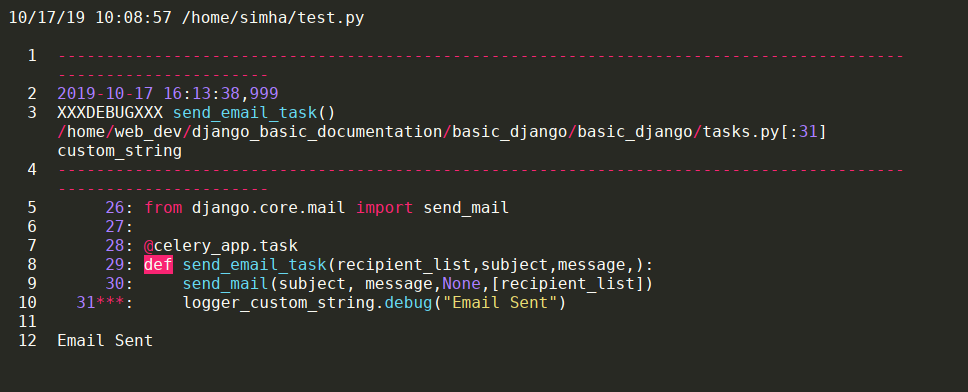 10/17/19 10:08:57 /home/simha/test.py
1 ----------------------------------------------------------------------------------------
----------------------
2 2019-10-17 16:13:38,999
3 XXXDEBUGXXX send_email_task()
/home/web_dev/django_basic_documentation/basic_django/basic_django/tasks.py[:31]
custom_string
4 ----------------------------------------------------------------------------------------
----------------------
5      26: from django.core.mail import send_mail
6      27:
7      28: @celery_app.task
8      29: def send_email_task(recipient_list,subject,message,):
9      30:     send_mail(subject, message,None,[recipient_list])
10   31***:     logger_custom_string.debug("Email Sent")
11
12 Email Sent